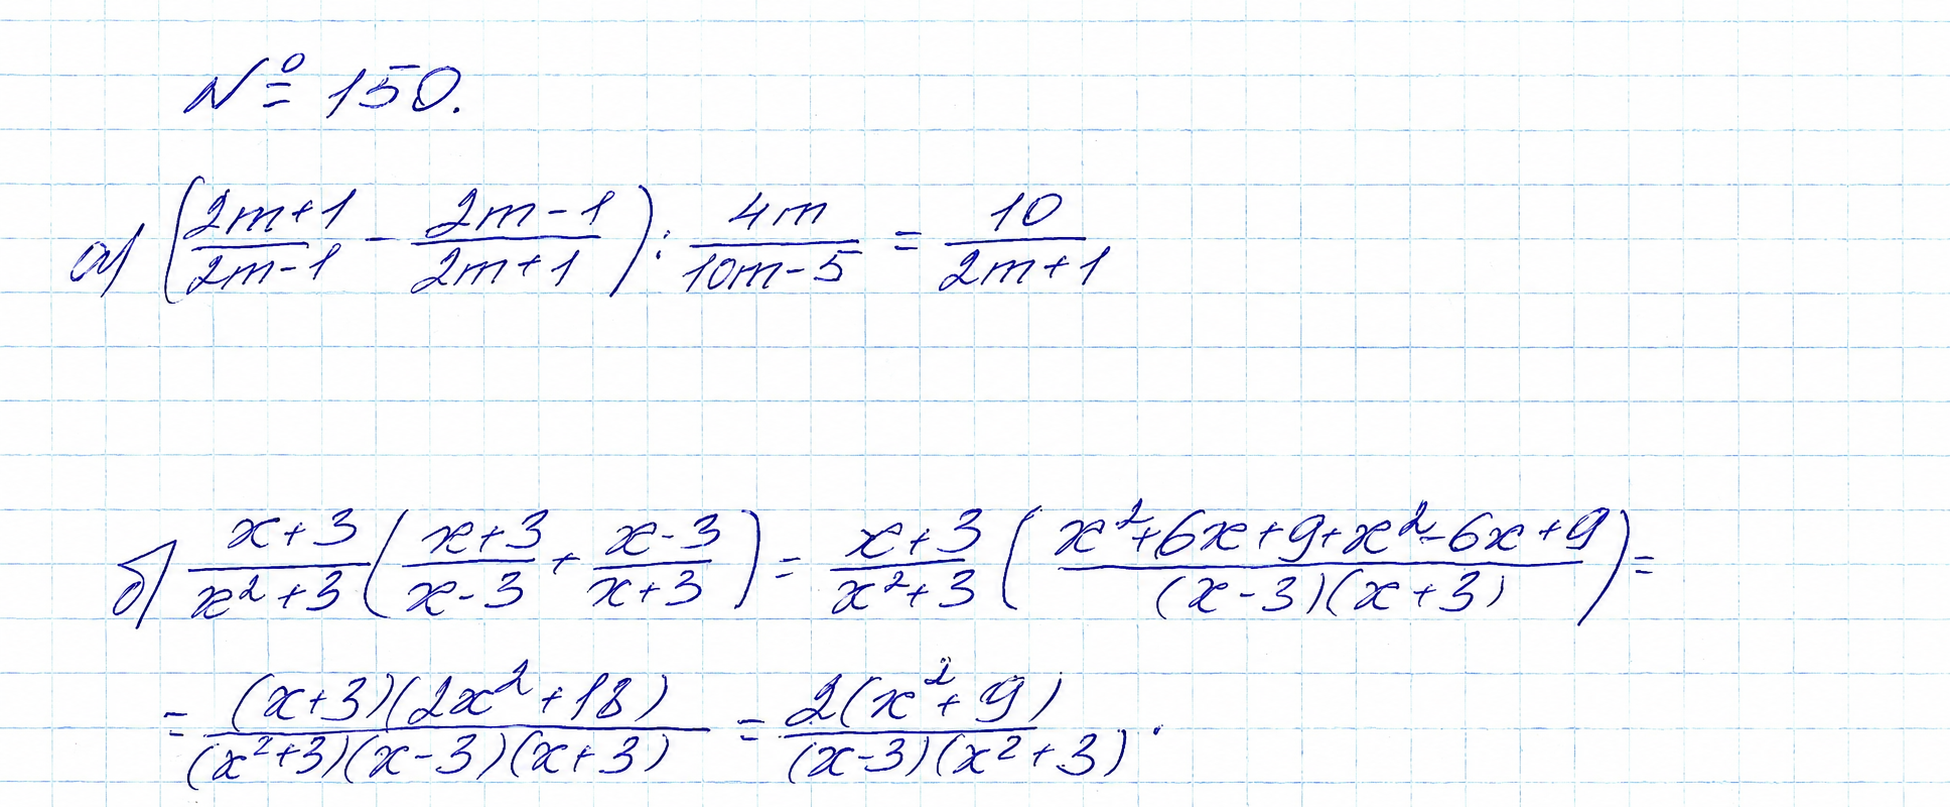 № 150.
а) ((2m+1)/(2m-1) - (2m-1)/(2m+1)) : 4m/(10m-5) = 10/(2m+1)
б) (x+3)/(x²+3) ((x+3)/(x-3) + (x-3)/(x+3)) = (x+3)/(x²+3) ((x²+6x+9+x²-6x+9)/((x-3)(x+3))) =
= ((x+3)(2x²+18))/((x²+3)(x-3)(x+3)) = (2(x²+9))/((x-3)(x²+3)).